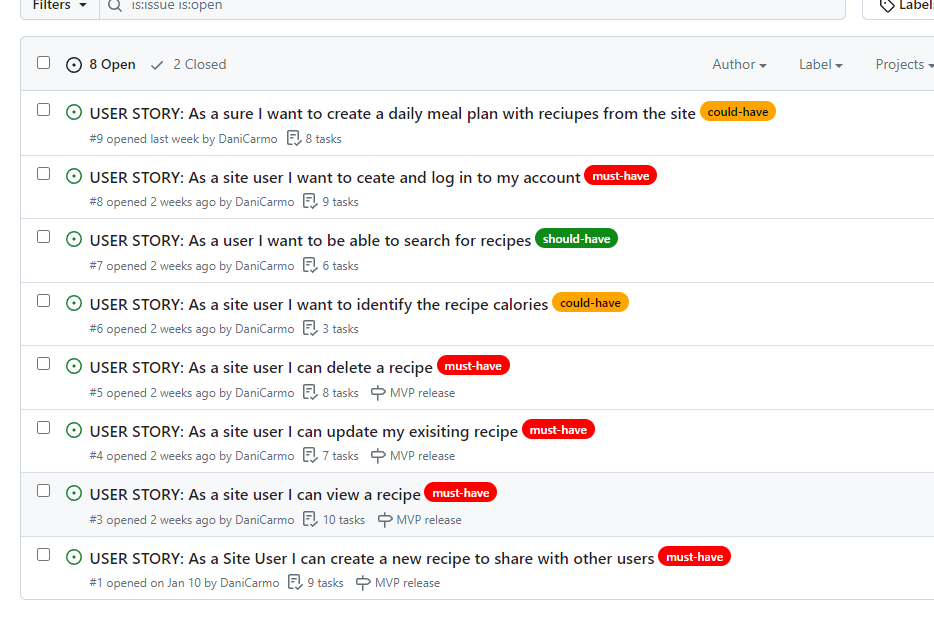 Filters is:issue is:open Labels
8 Open 2 Closed Author Label Projects
USER STORY: As a sure I want to create a daily meal plan with reciupes from the site could-have
#9 opened last week by DaniCarmo 8 tasks
USER STORY: As a site user I want to ceate and log in to my account must-have
#8 opened 2 weeks ago by DaniCarmo 9 tasks
USER STORY: As a user I want to be able to search for recipes should-have
#7 opened 2 weeks ago by DaniCarmo 6 tasks
USER STORY: As a site user I want to identify the recipe calories could-have
#6 opened 2 weeks ago by DaniCarmo 3 tasks
USER STORY: As a site user I can delete a recipe must-have
#5 opened 2 weeks ago by DaniCarmo 8 tasks MVP release
USER STORY: As a site user I can update my exisiting recipe must-have
#4 opened 2 weeks ago by DaniCarmo 7 tasks MVP release
USER STORY: As a site user I can view a recipe must-have
#3 opened 2 weeks ago by DaniCarmo 10 tasks MVP release
USER STORY: As a Site User I can create a new recipe to share with other users must-have
#1 opened on Jan 10 by DaniCarmo 9 tasks MVP release